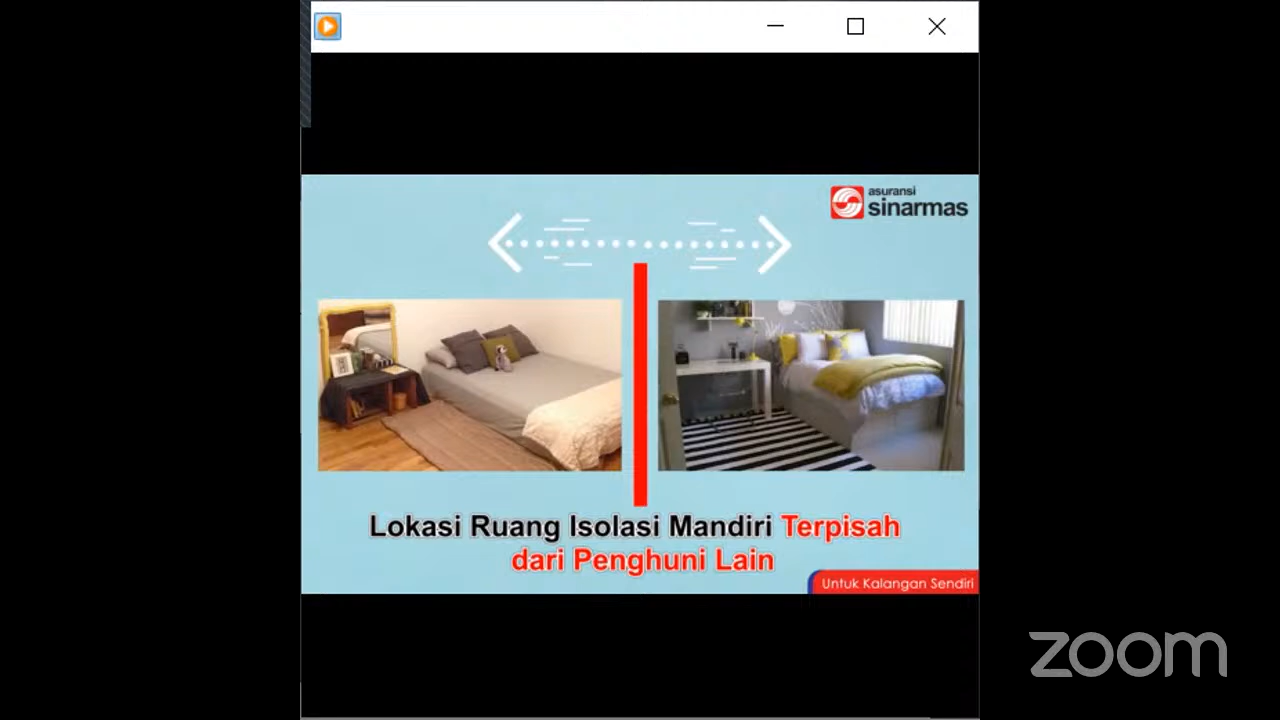 asuransi
sinarmas
Lokasi Ruang Isolasi Mandiri Terpisah
dari Penghuni Lain
Untuk Kalangan Sendiri
zoom